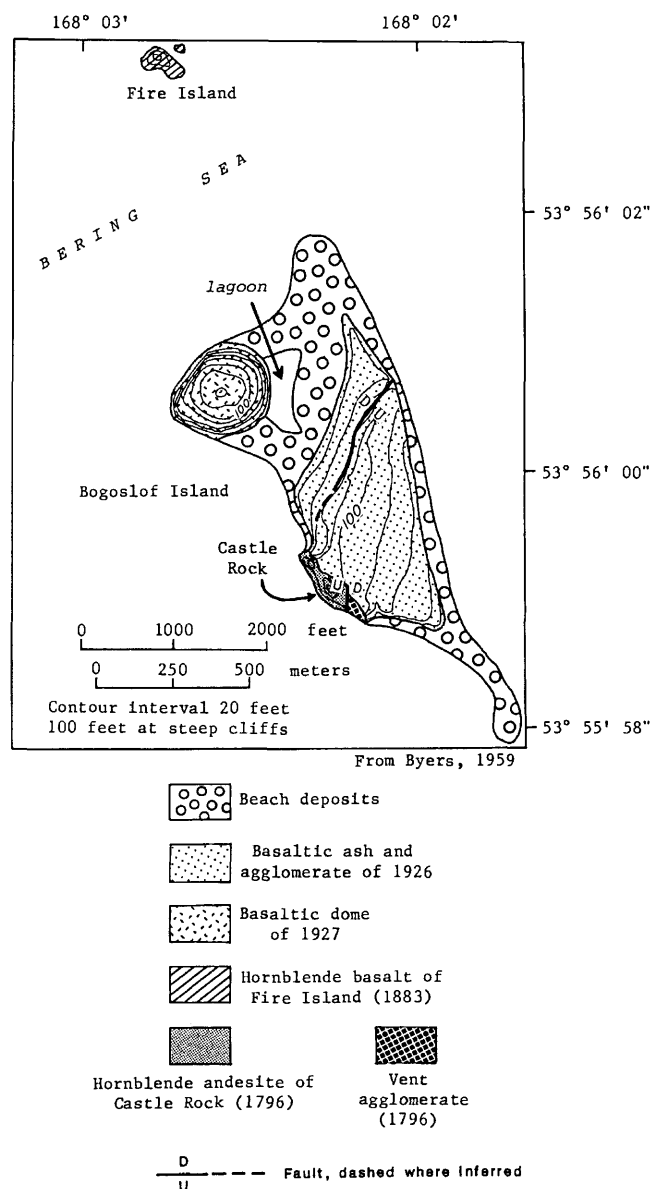 168° 03'
168° 02'
Fire Island
BERING SEA
53° 56' 02"
lagoon
100
D U
53° 56' 00"
Bogoslof Island
100
Castle
Rock
U D
0 1000 2000 feet
0 250 500
meters
Contour interval 20 feet
100 feet at steep cliffs
53° 55' 58"
From Byers, 1959
Beach deposits
Basaltic ash and
agglomerate of 1926
Basaltic dome
of 1927
Hornblende basalt of
Fire Island (1883)
Hornblende andesite of
Castle Rock (1796)
Vent
agglomerate
(1796)
D
U
Fault, dashed where inferred